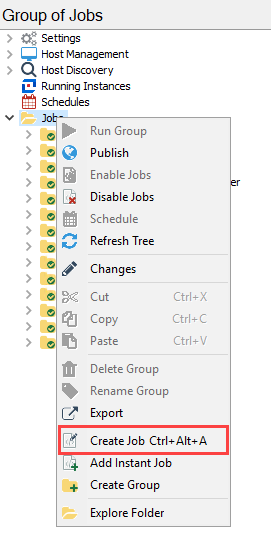 Group of Jobs
Settings
Host Management
Host Discovery
Running Instances
Schedules
Jobs
Run Group
Publish
Enable Jobs
Disable Jobs
Schedule
Refresh Tree
Changes
Cut Ctrl+X
Copy Ctrl+C
Paste Ctrl+V
Delete Group
Rename Group
Export
Create Job Ctrl+Alt+A
Add Instant Job
Create Group
Explore Folder